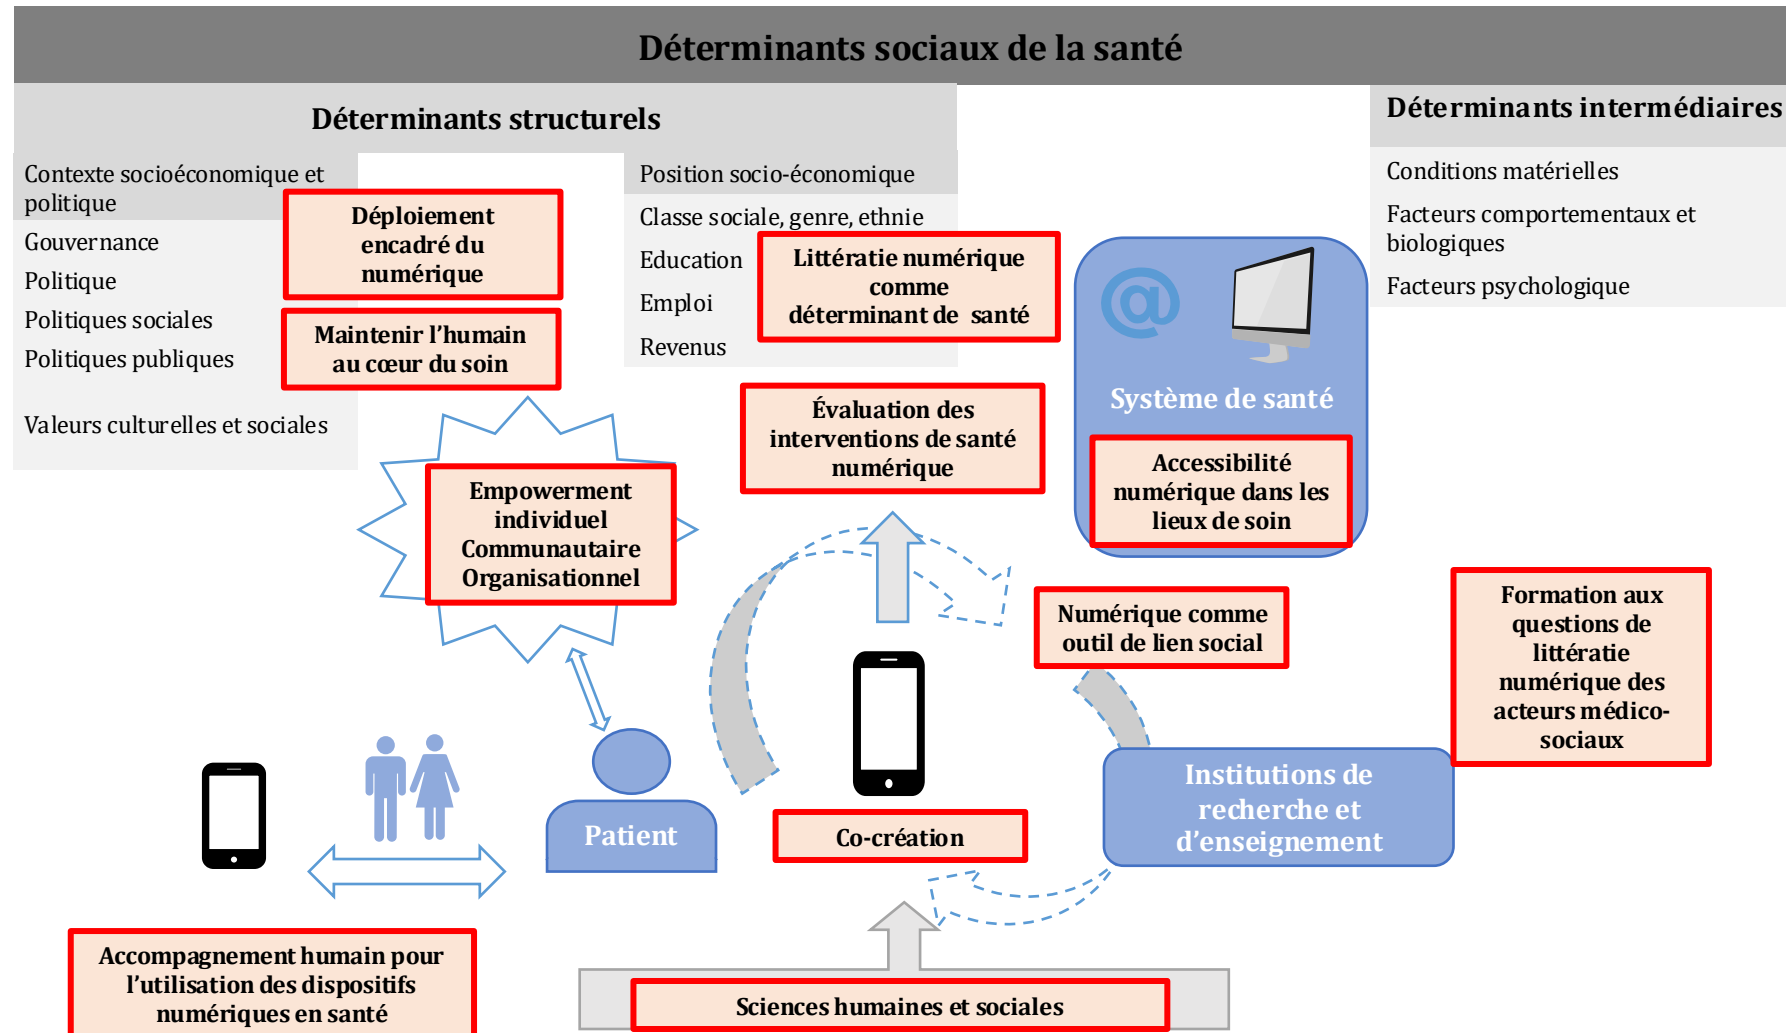 Déterminants sociaux de la santé
Déterminants structurels
Déterminants intermédiaires
Contexte socioéconomique et
politique
Gouvernance
Politique
Politiques sociales
Politiques publiques
Valeurs culturelles et sociales
Déploiement
encadré du
numérique
Maintenir l'humain
au cœur du soin
Position socio-économique
Classe sociale, genre, ethnie
Education
Emploi
Revenus
Littératie numérique
comme
déterminant de santé
Conditions matérielles
Facteurs comportementaux et
biologiques
Facteurs psychologique
@
Système de santé
Accessibilité
numérique dans les
lieux de soin
Évaluation des
interventions de santé
numérique
Empowerment
individuel
Communautaire
Organisationnel
Numérique comme
outil de lien social
Formation aux
questions de
littératie
numérique des
acteurs médico-
sociaux
Institutions de
recherche et
d'enseignement
Patient
Co-création
Accompagnement humain pour
l'utilisation des dispositifs
numériques en santé
Sciences humaines et sociales